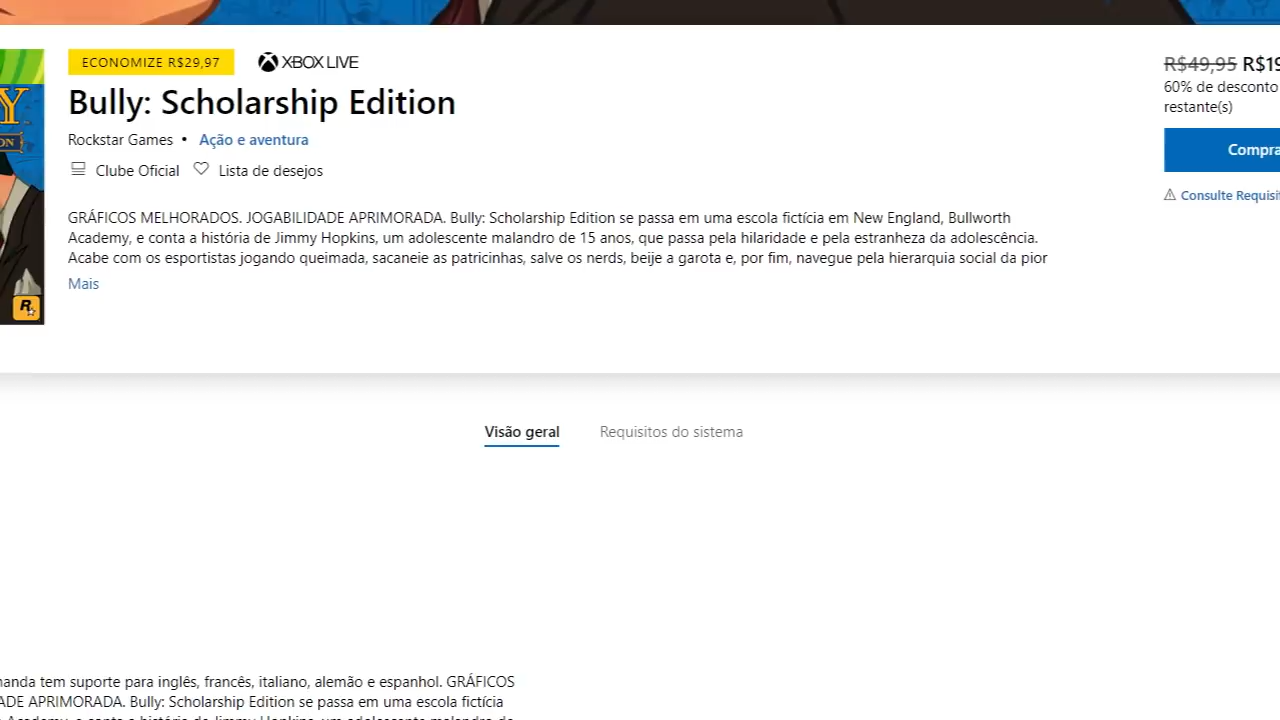 ECONOMIZE R$29,97
XBOX LIVE
Bully: Scholarship Edition
Rockstar Games • Ação e aventura
Clube Oficial Lista de desejos
GRÁFICOS MELHORADOS. JOGABILIDADE APRIMORADA. Bully: Scholarship Edition se passa em uma escola fictícia em New England, Bullworth
Academy, e conta a história de Jimmy Hopkins, um adolescente malandro de 15 anos, que passa pela hilaridade e pela estranheza da adolescência.
Acabe com os esportistas jogando queimada, sacaneie as patricinhas, salve os nerds, beije a garota e, por fim, navegue pela hierarquia social da pior
Mais
R$49,95
60% de desconto
restante(s)
Consulte
Visão geral
Requisitos do sistema
tem suporte para inglês, francês, italiano, alemão e espanhol. GRÁFICOS
APRIMORADA. Bully: Scholarship Edition se passa em uma escola fictícia